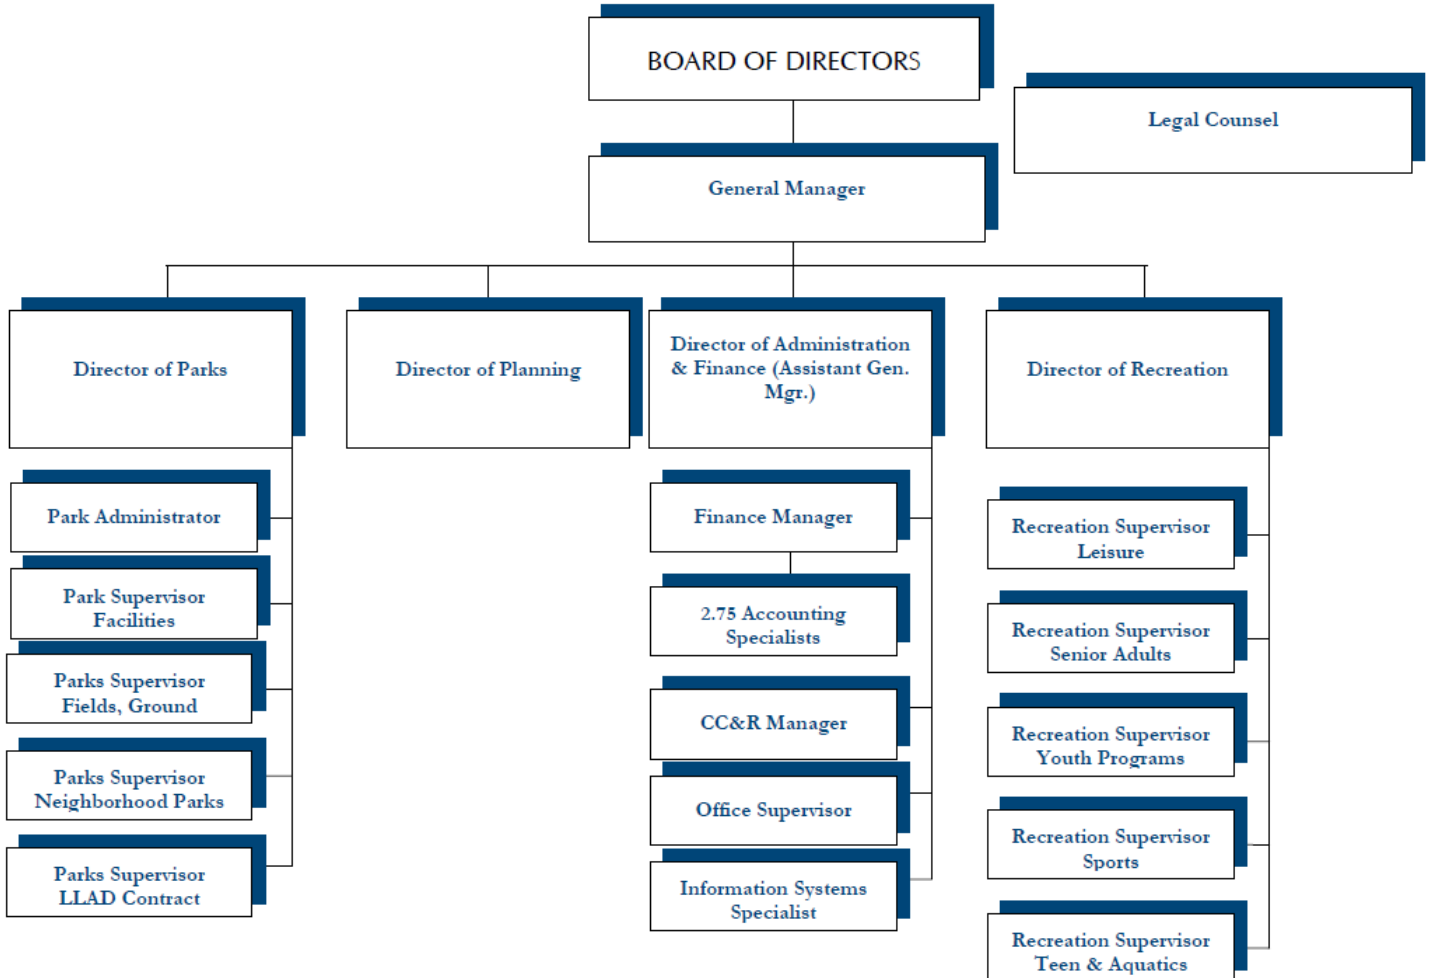 BOARD OF DIRECTORS
Legal Counsel
General Manager
Director of Parks
Director of Planning
Director of Administration
& Finance (Assistant Gen.
Mgr.)
Director of Recreation
Park Administrator
Park Supervisor
Facilities
Parks Supervisor
Fields, Ground
Parks Supervisor
Neighborhood Parks
Parks Supervisor
LLAD Contract
Finance Manager
2.75 Accounting
Specialists
CC&R Manager
Office Supervisor
Information Systems
Specialist
Recreation Supervisor
Leisure
Recreation Supervisor
Senior Adults
Recreation Supervisor
Youth Programs
Recreation Supervisor
Sports
Recreation Supervisor
Teen & Aquatics